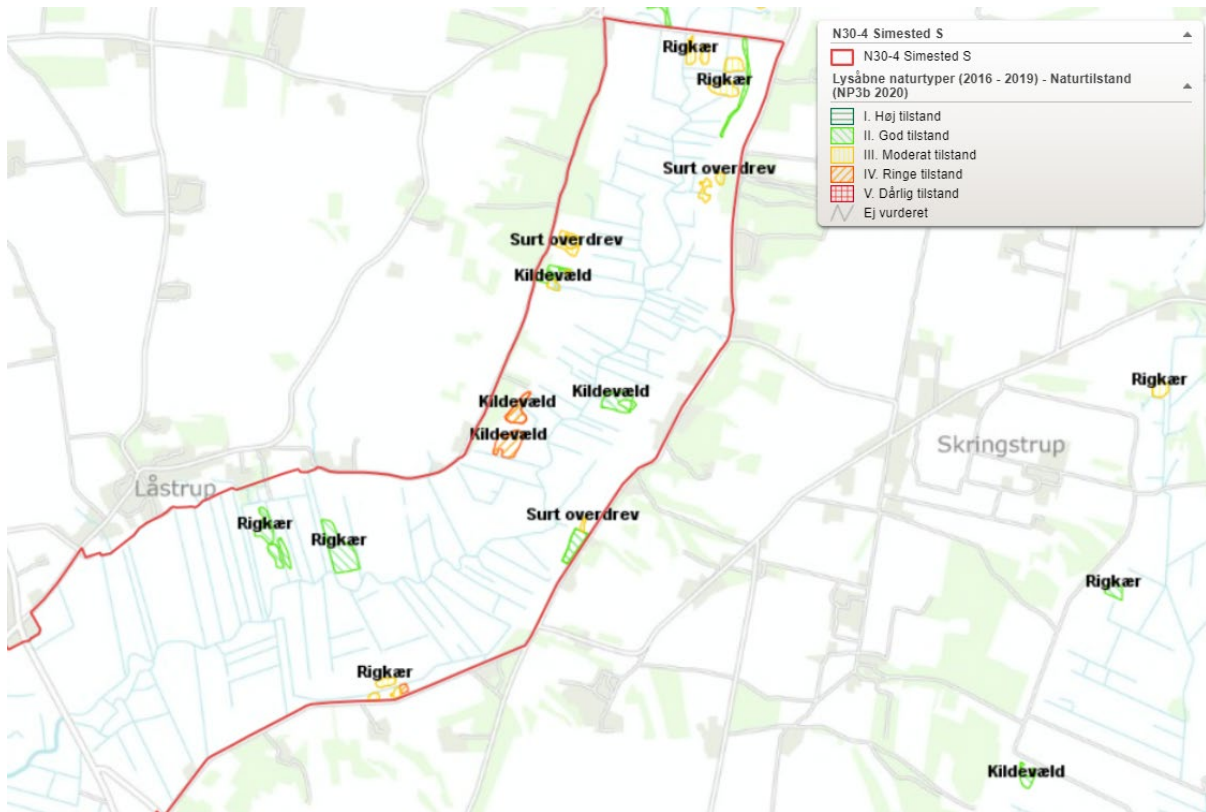 N30-4 Simested S
N30-4 Simested S
Lysåbne naturtyper (2016 - 2019) - Naturtilstand
(NP3b 2020)
I. Høj tilstand
II. God tilstand
III. Moderat tilstand
IV. Ringe tilstand
V. Dårlig tilstand
Ej vurderet
Rigkær
Rigkær
Surt overdrev
Surt overdrev
Kildevæld
Kildevæld
Kildevæld
Kildevæld
Rigkær
Skringstrup
Låstrup
Surt overdrev
Rigkær
Rigkær
Rigkær
Rigkær
Kildevæld